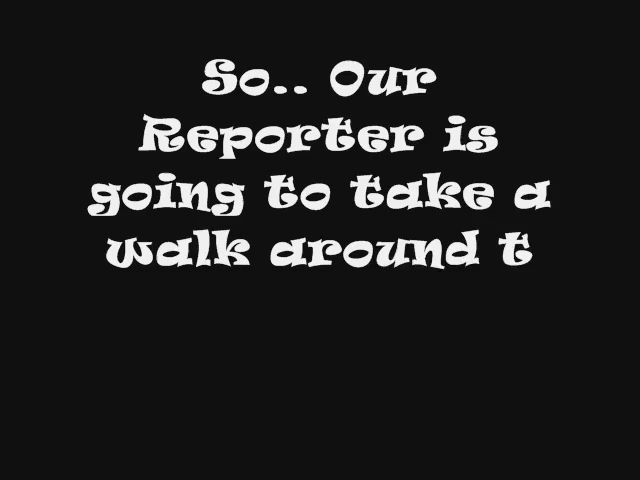 So.. Our
Reporter is
going to take a
walk around t